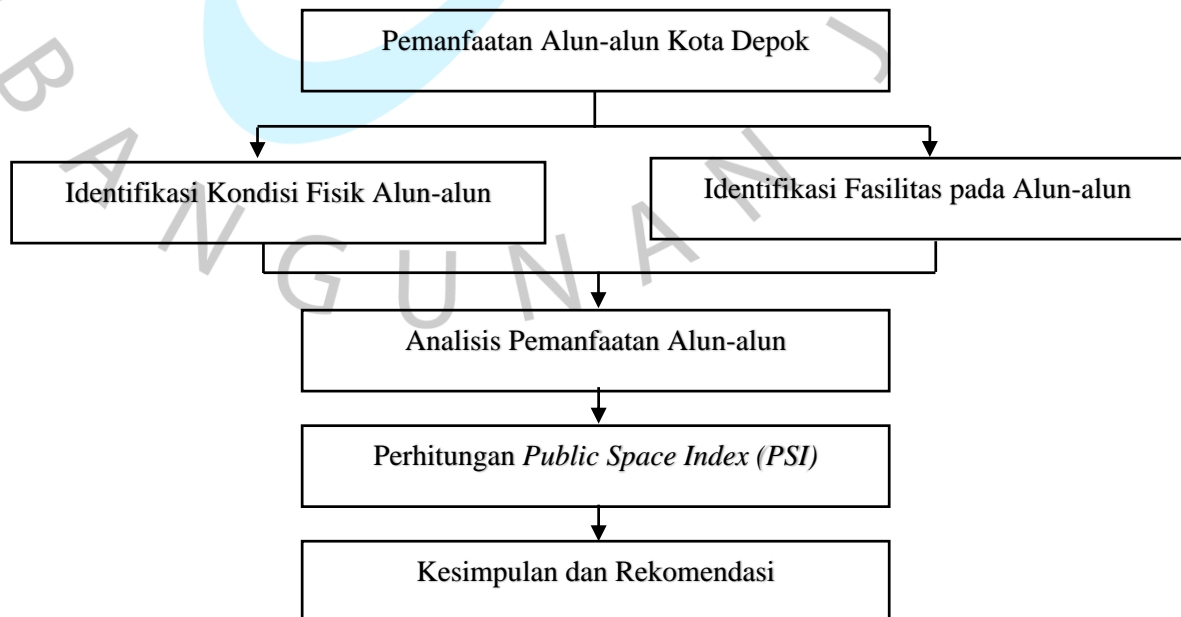 Pemanfaatan Alun-alun Kota Depok
Identifikasi Kondisi Fisik Alun-alun
Identifikasi Fasilitas pada Alun-alun
Analisis Pemanfaatan Alun-alun
Perhitungan Public Space Index (PSI)
Kesimpulan dan Rekomendasi
B A N G U N A N J